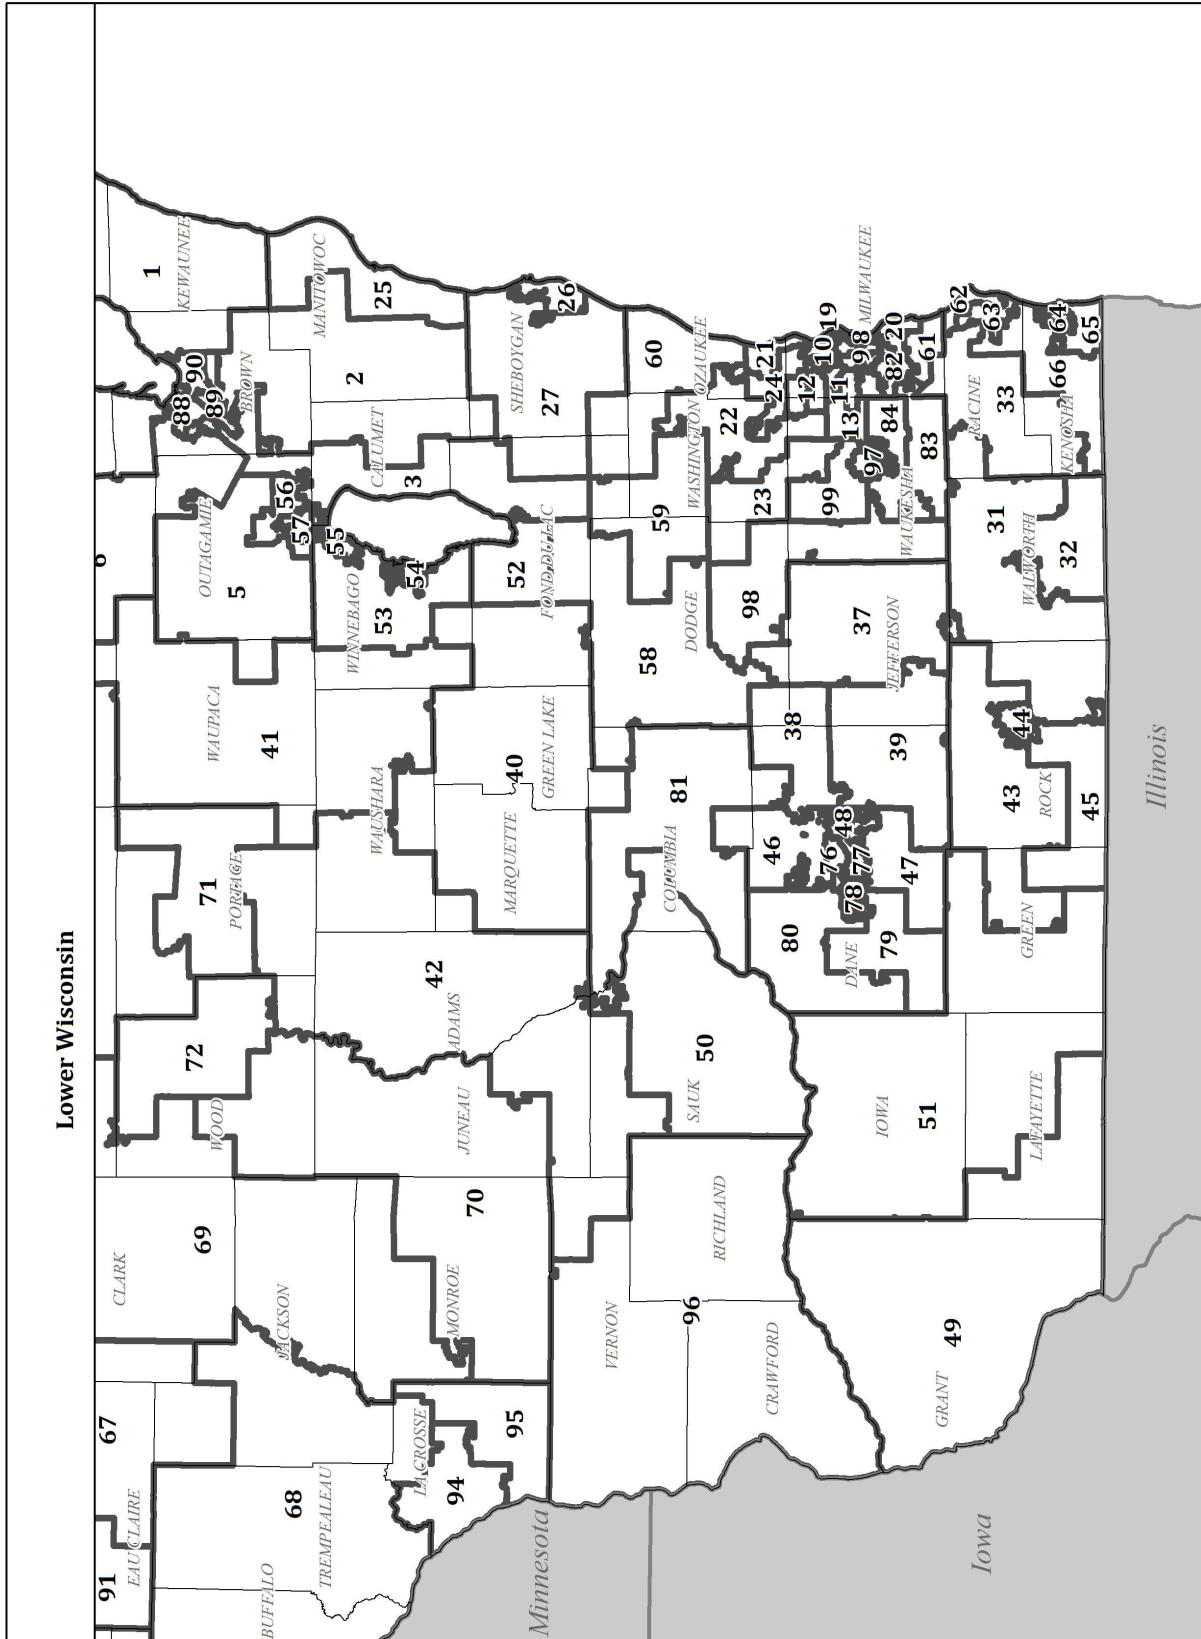 Lower Wisconsin
91
EAU CLAIRE
67
CLARK
69
BUFFALO
68
TREMPEALEAU
JACKSON
LA CROSSE
94
95
MONROE
70
WOOD
72
71
PORTAGE
JUNEAU
ADAMS
42
WAUPACA
41
WAUSHARA
MARQUETTE
40
GREEN LAKE
6
OUTAGAMIE
5
56
57
55
54
WINNEBAGO
53
52
FOND DU LAC
88
89
90
BROWN
1
KEWAUNEE
MANITOWOC
25
2
CALUMET
3
SHEBOYGAN
26
27
Minnesota
VERNON
96
RICHLAND
CRAWFORD
SAUK
50
COLUMBIA
81
58
DODGE
59
60
WASHINGTON
OZAUKEE
22
24
21
23
98
99
12
10
19
11
13
9
8
MILWAUKEE
82
20
61
84
97
83
WAUKESHA
37
JEFFERSON
38
39
46
48
76
77
78
47
80
DANE
79
IOWA
51
LAFAYETTE
GRANT
49
GREEN
43
ROCK
44
45
31
WALWORTH
32
62
63
RACINE
33
64
66
65
KENOSHA
Iowa
Illinois